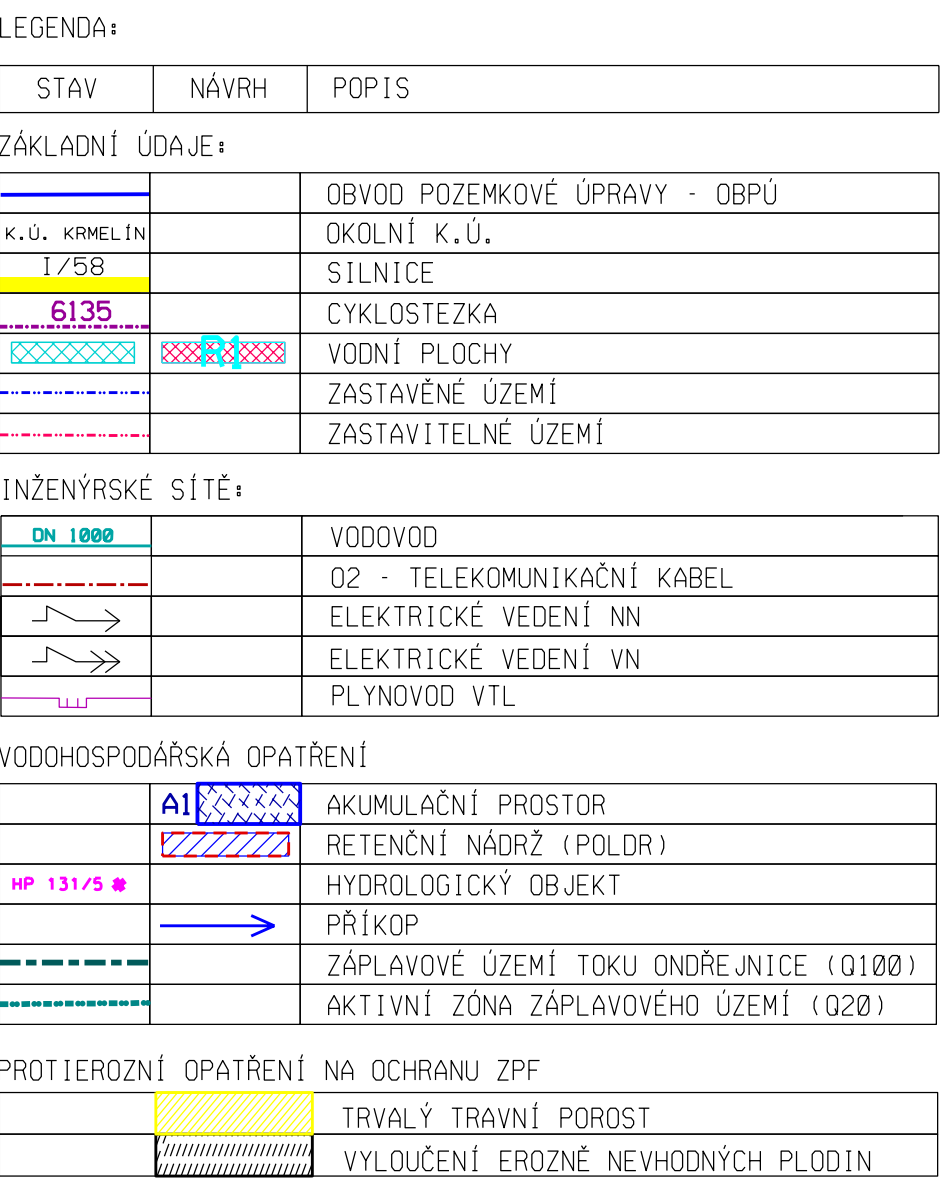 LEGENDA:
STAV NÁVRH POPIS
ZÁKLADNÍ ÚDAJE:
OBVOD POZEMKOVÉ ÚPRAVY - OBPÚ
K.Ú. KRMELÍN OKOLNÍ K.Ú.
I/58 SILNICE
6135 CYKLOSTEZKA
R1 VODNÍ PLOCHY
ZASTAVĚNÉ ÚZEMÍ
ZASTAVITELNÉ ÚZEMÍ
INŽENÝRSKÉ SÍTĚ:
DN 1000 VODOVOD
O2 - TELEKOMUNIKAČNÍ KABEL
ELEKTRICKÉ VEDENÍ NN
ELEKTRICKÉ VEDENÍ VN
PLYNOVOD VTL
VODOHOSPODÁŘSKÁ OPATŘENÍ
A1 AKUMULAČNÍ PROSTOR
RETENČNÍ NÁDRŽ (POLDR)
HP 131/5 HYDROLOGICKÝ OBJEKT
PŘÍKOP
ZÁPLAVOVÉ ÚZEMÍ TOKU ONDŘEJNICE (Q100)
AKTIVNÍ ZÓNA ZÁPLAVOVÉHO ÚZEMÍ (Q20)
PROTIEROZNÍ OPATŘENÍ NA OCHRANU ZPF
TRVALÝ TRAVNÍ POROST
VYLOUČENÍ EROZNĚ NEVHODNÝCH PLODIN